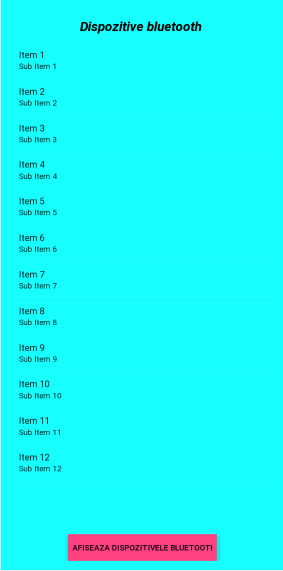 Dispozitive bluetooth
Item 1
Sub Item 1
Item 2
Sub Item 2
Item 3
Sub Item 3
Item 4
Sub Item 4
Item 5
Sub Item 5
Item 6
Sub Item 6
Item 7
Sub Item 7
Item 8
Sub Item 8
Item 9
Sub Item 9
Item 10
Sub Item 10
Item 11
Sub Item 11
Item 12
Sub Item 12
AFISEAZA DISPOZITIVELE BLUETOOTH